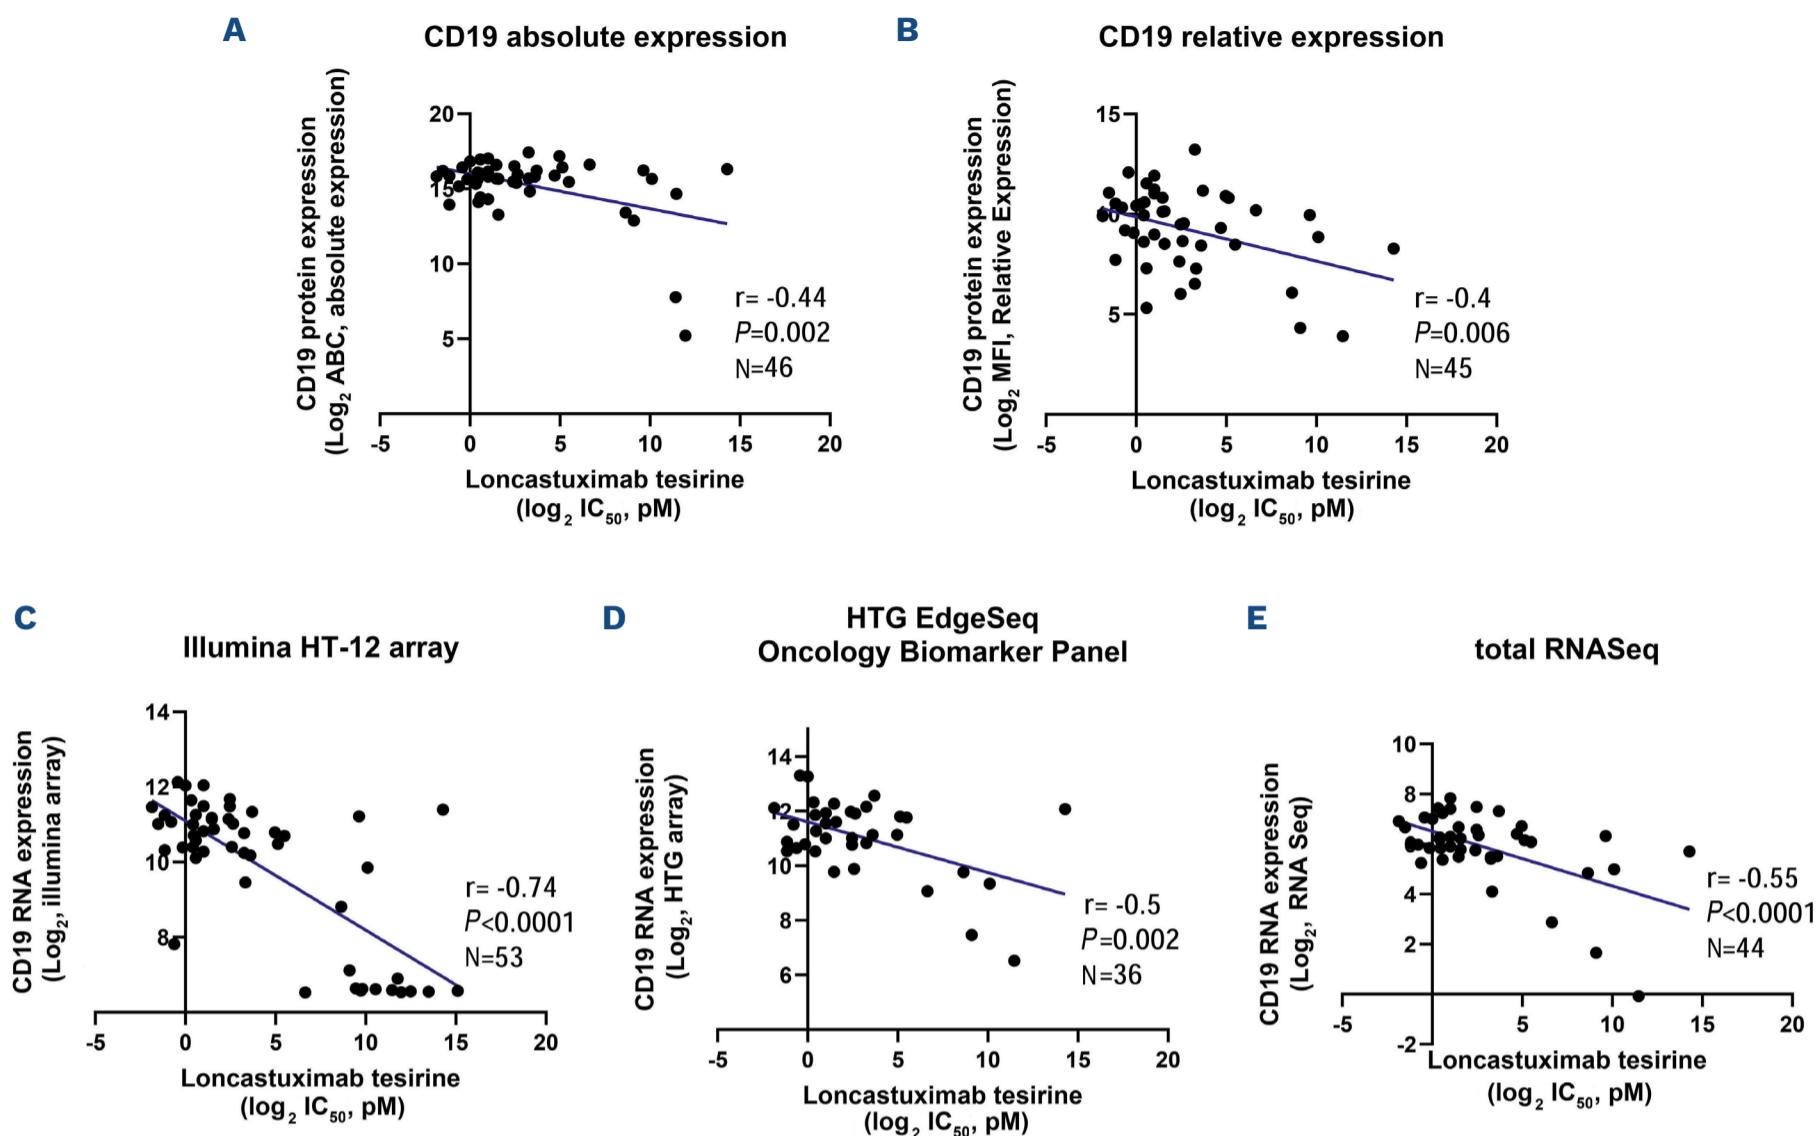 A
CD19 absolute expression
CD19 protein expression
(Log2 ABC, absolute expression)
20
15
10
5
-5 0 5 10 15 20
r= -0.44
P=0.002
N=46
Loncastuximab tesirine
(log2 IC50, pM)
B
CD19 relative expression
CD19 protein expression
(Log2 MFI, Relative Expression)
15
10
5
-5 0 5 10 15 20
r= -0.4
P=0.006
N=45
Loncastuximab tesirine
(log2 IC50, pM)
C
Illumina HT-12 array
CD19 RNA expression
(Log2, illumina array)
14
12
10
8
-5 0 5 10 15 20
r= -0.74
P<0.0001
N=53
Loncastuximab tesirine
(log2 IC50, pM)
D
HTG EdgeSeq
Oncology Biomarker Panel
CD19 RNA expression
(Log2, HTG array)
14
12
10
8
6
-5 0 5 10 15 20
r= -0.5
P=0.002
N=36
Loncastuximab tesirine
(log2 IC50, pM)
E
total RNASeq
CD19 RNA expression
(Log2, RNA Seq)
10
8
4
2
-2
-5 5 10 15 20
r= -0.55
P<0.0001
N=44
Loncastuximab tesirine
(log2 IC50, pM)